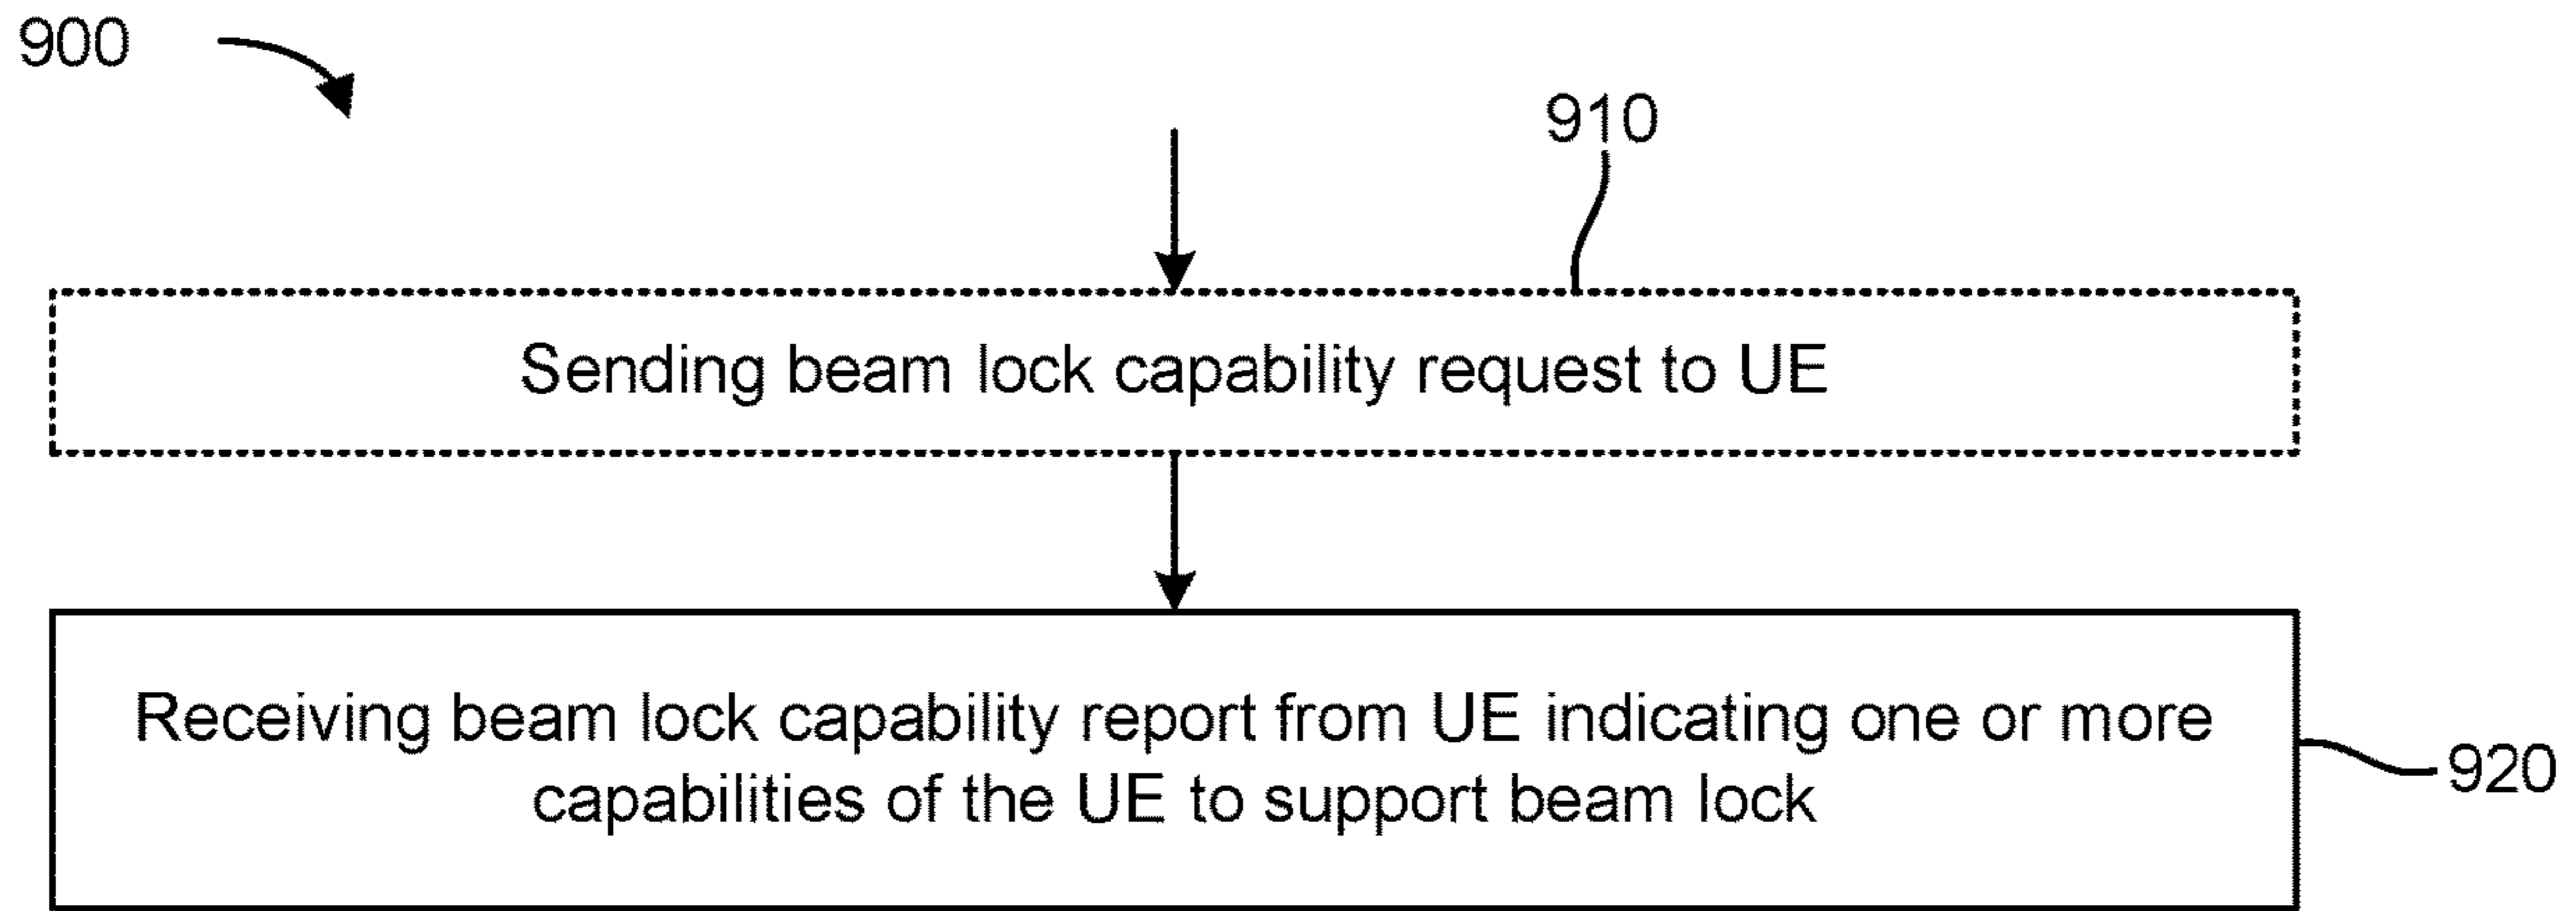 900
910
Sending beam lock capability request to UE
Receiving beam lock capability report from UE indicating one or more
capabilities of the UE to support beam lock
920